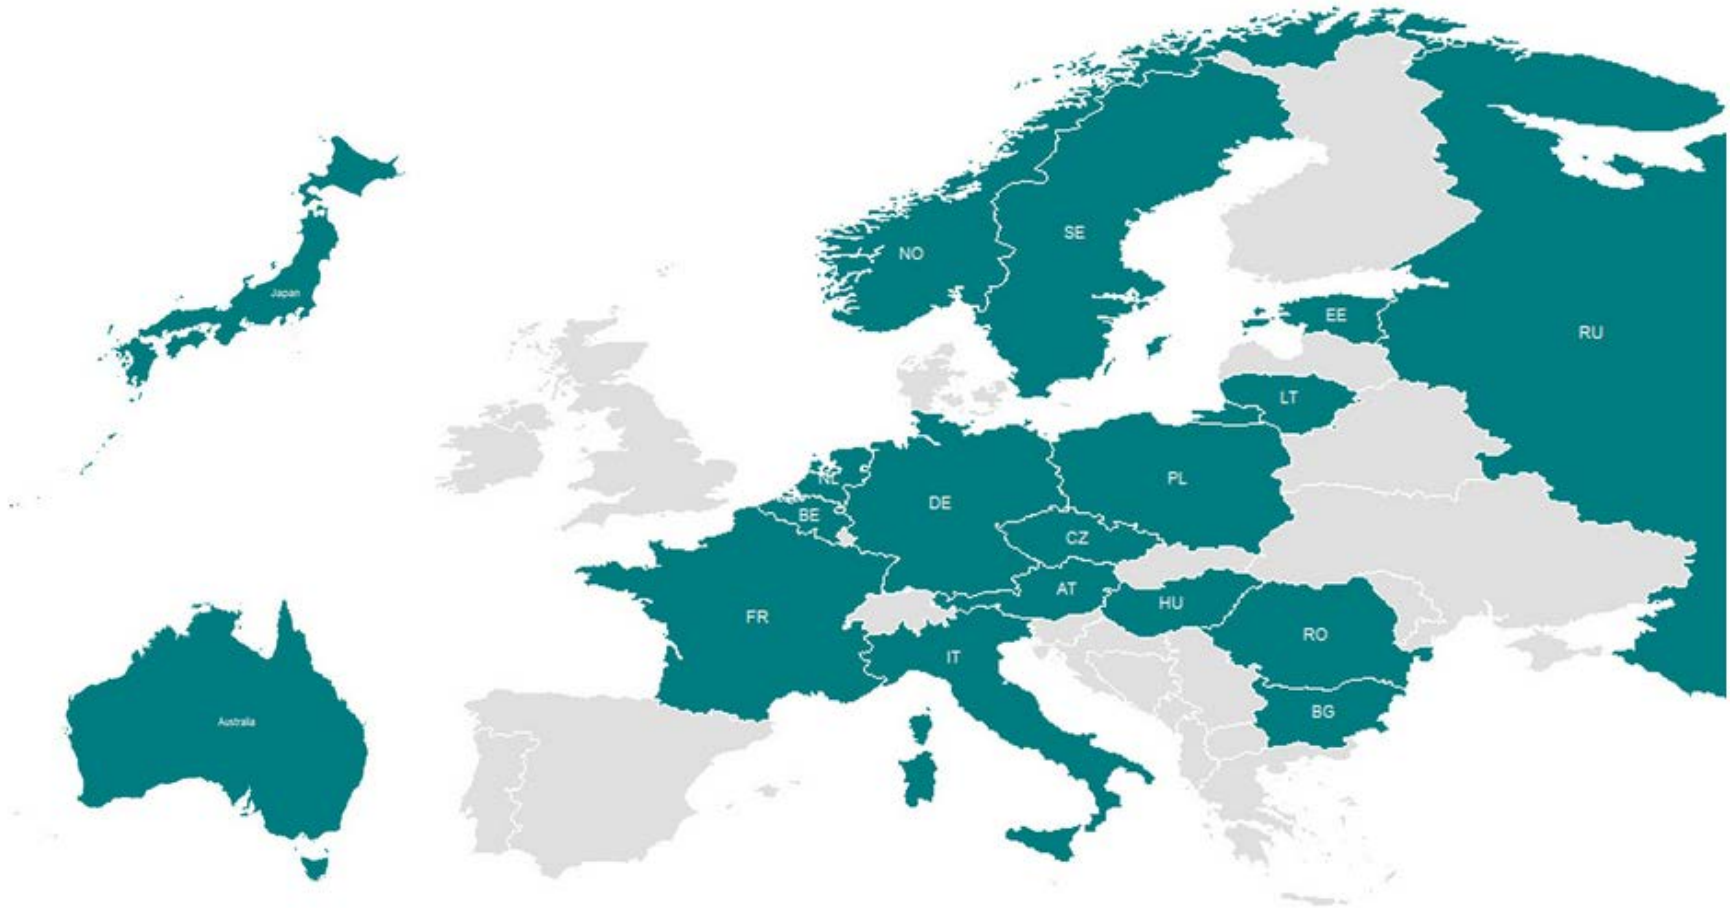 NO
SE
Japan
EE
RU
LT
NL
PL
DE
BE
CZ
AT
HU
FR
RO
IT
BG
Australia